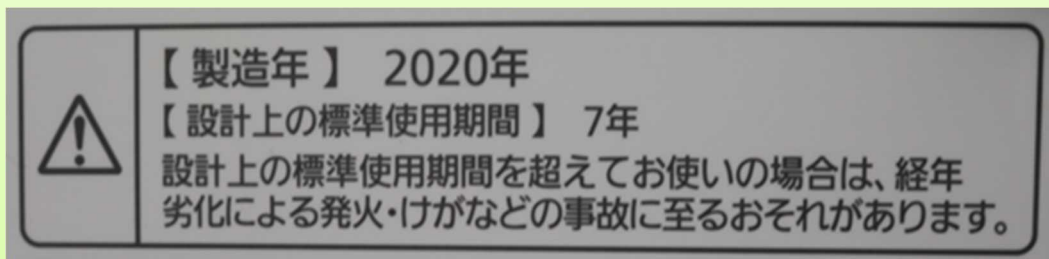 【 製造年 】 2020年
【 設計上の標準使用期間 】 7年
設計上の標準使用期間を超えてお使いの場合は、経年
劣化による発火・けがなどの事故に至るおそれがあります。